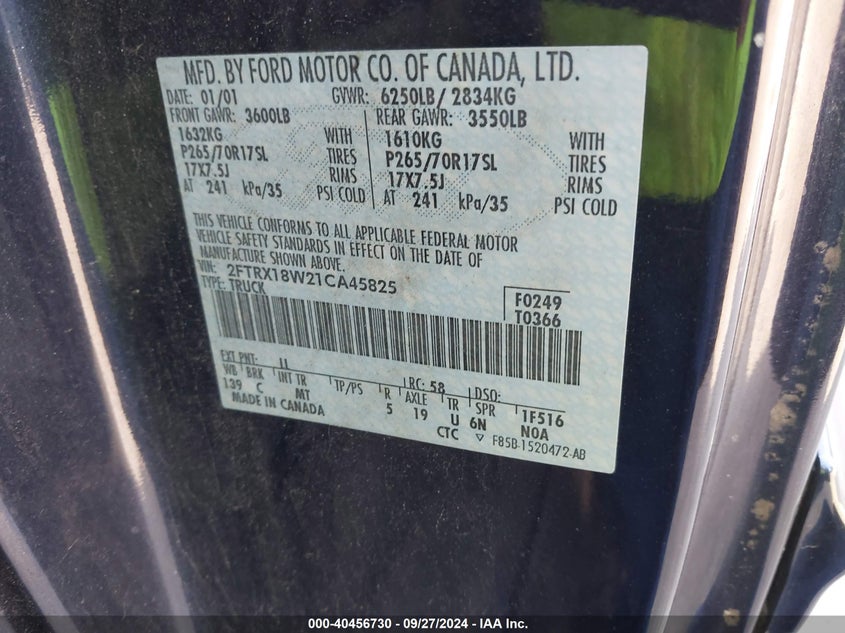 MFD. BY FORD MOTOR CO. OF CANADA, LTD.
DATE: 01/01 GVWR: 6250LB/ 2834KG
FRONT GAWR: 3600LB REAR GAWR: 3550LB
1632KG WITH 1610KG WITH
P265/70R17SL TIRES P265/70R17SL TIRES
17X7.5J RIMS 17X7.5J RIMS
AT 241 kPa/35 PSI COLD AT 241 kPa/35 PSI COLD
THIS VEHICLE CONFORMS TO ALL APPLICABLE FEDERAL MOTOR
VEHICLE SAFETY STANDARDS IN EFFECT ON THE DATE OF
MANUFACTURE SHOWN ABOVE.
VIN: 2FTRX18W21CA45825
TYPE: TRUCK
F0249
T0366
EXT PNT: II RC: 58 DSO:
WB BRK INT TR TP/PS R AXLE TR SPR 1F516
139 C MT 5 19 U 6N NOA
MADE IN CANADA CTC ▽ F85B-1520472-AB
000-40456730 - 09/27/2024 - IAAI.com